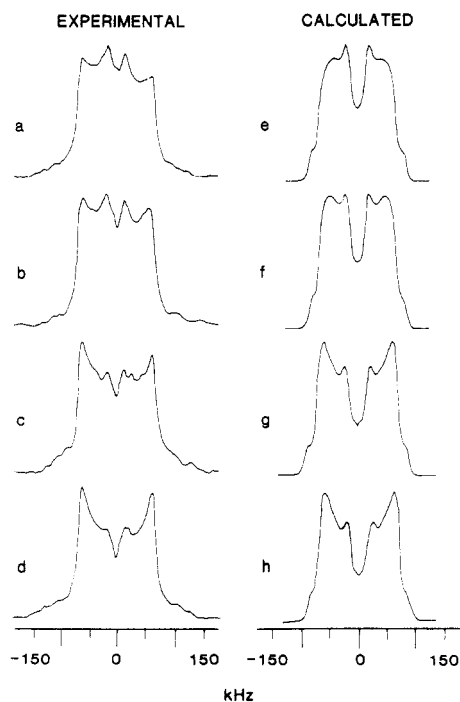 EXPERIMENTAL CALCULATED
a e
b f
c g
d h
-150 0 150 -150 0 150
kHz